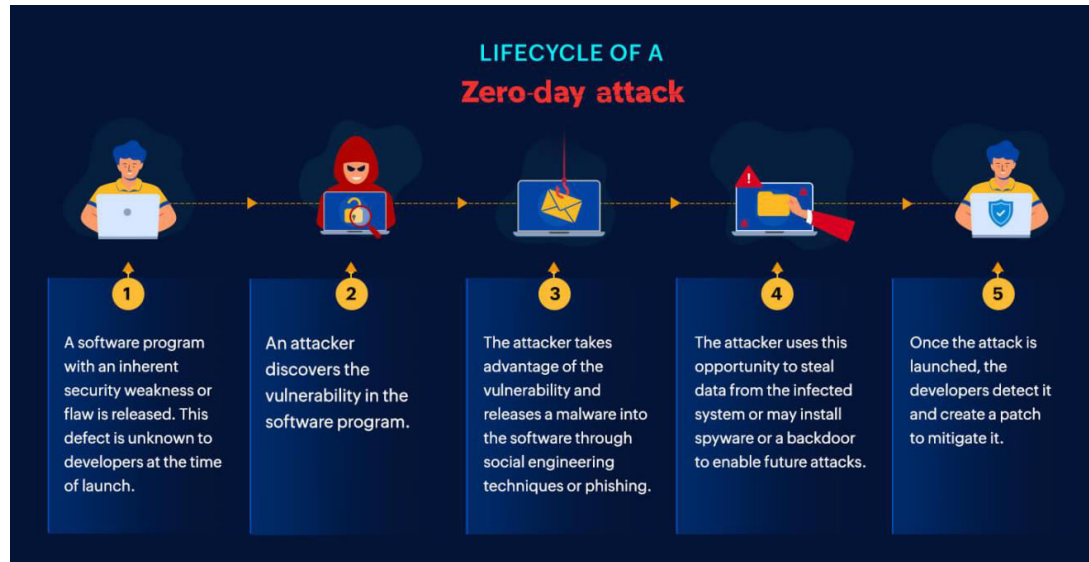 LIFECYCLE OF A
Zero-day attack
1
A software program
with an inherent
security weakness or
flaw is released. This
defect is unknown to
developers at the time
of launch.
2
An attacker
discovers the
vulnerability in the
software program.
3
The attacker takes
advantage of the
vulnerability and
releases a malware into
the software through
social engineering
techniques or phishing.
4
The attacker uses this
opportunity to steal
data from the infected
system or may install
spyware or a backdoor
to enable future attacks.
5
Once the attack is
launched, the
developers detect it
and create a patch
to mitigate it.